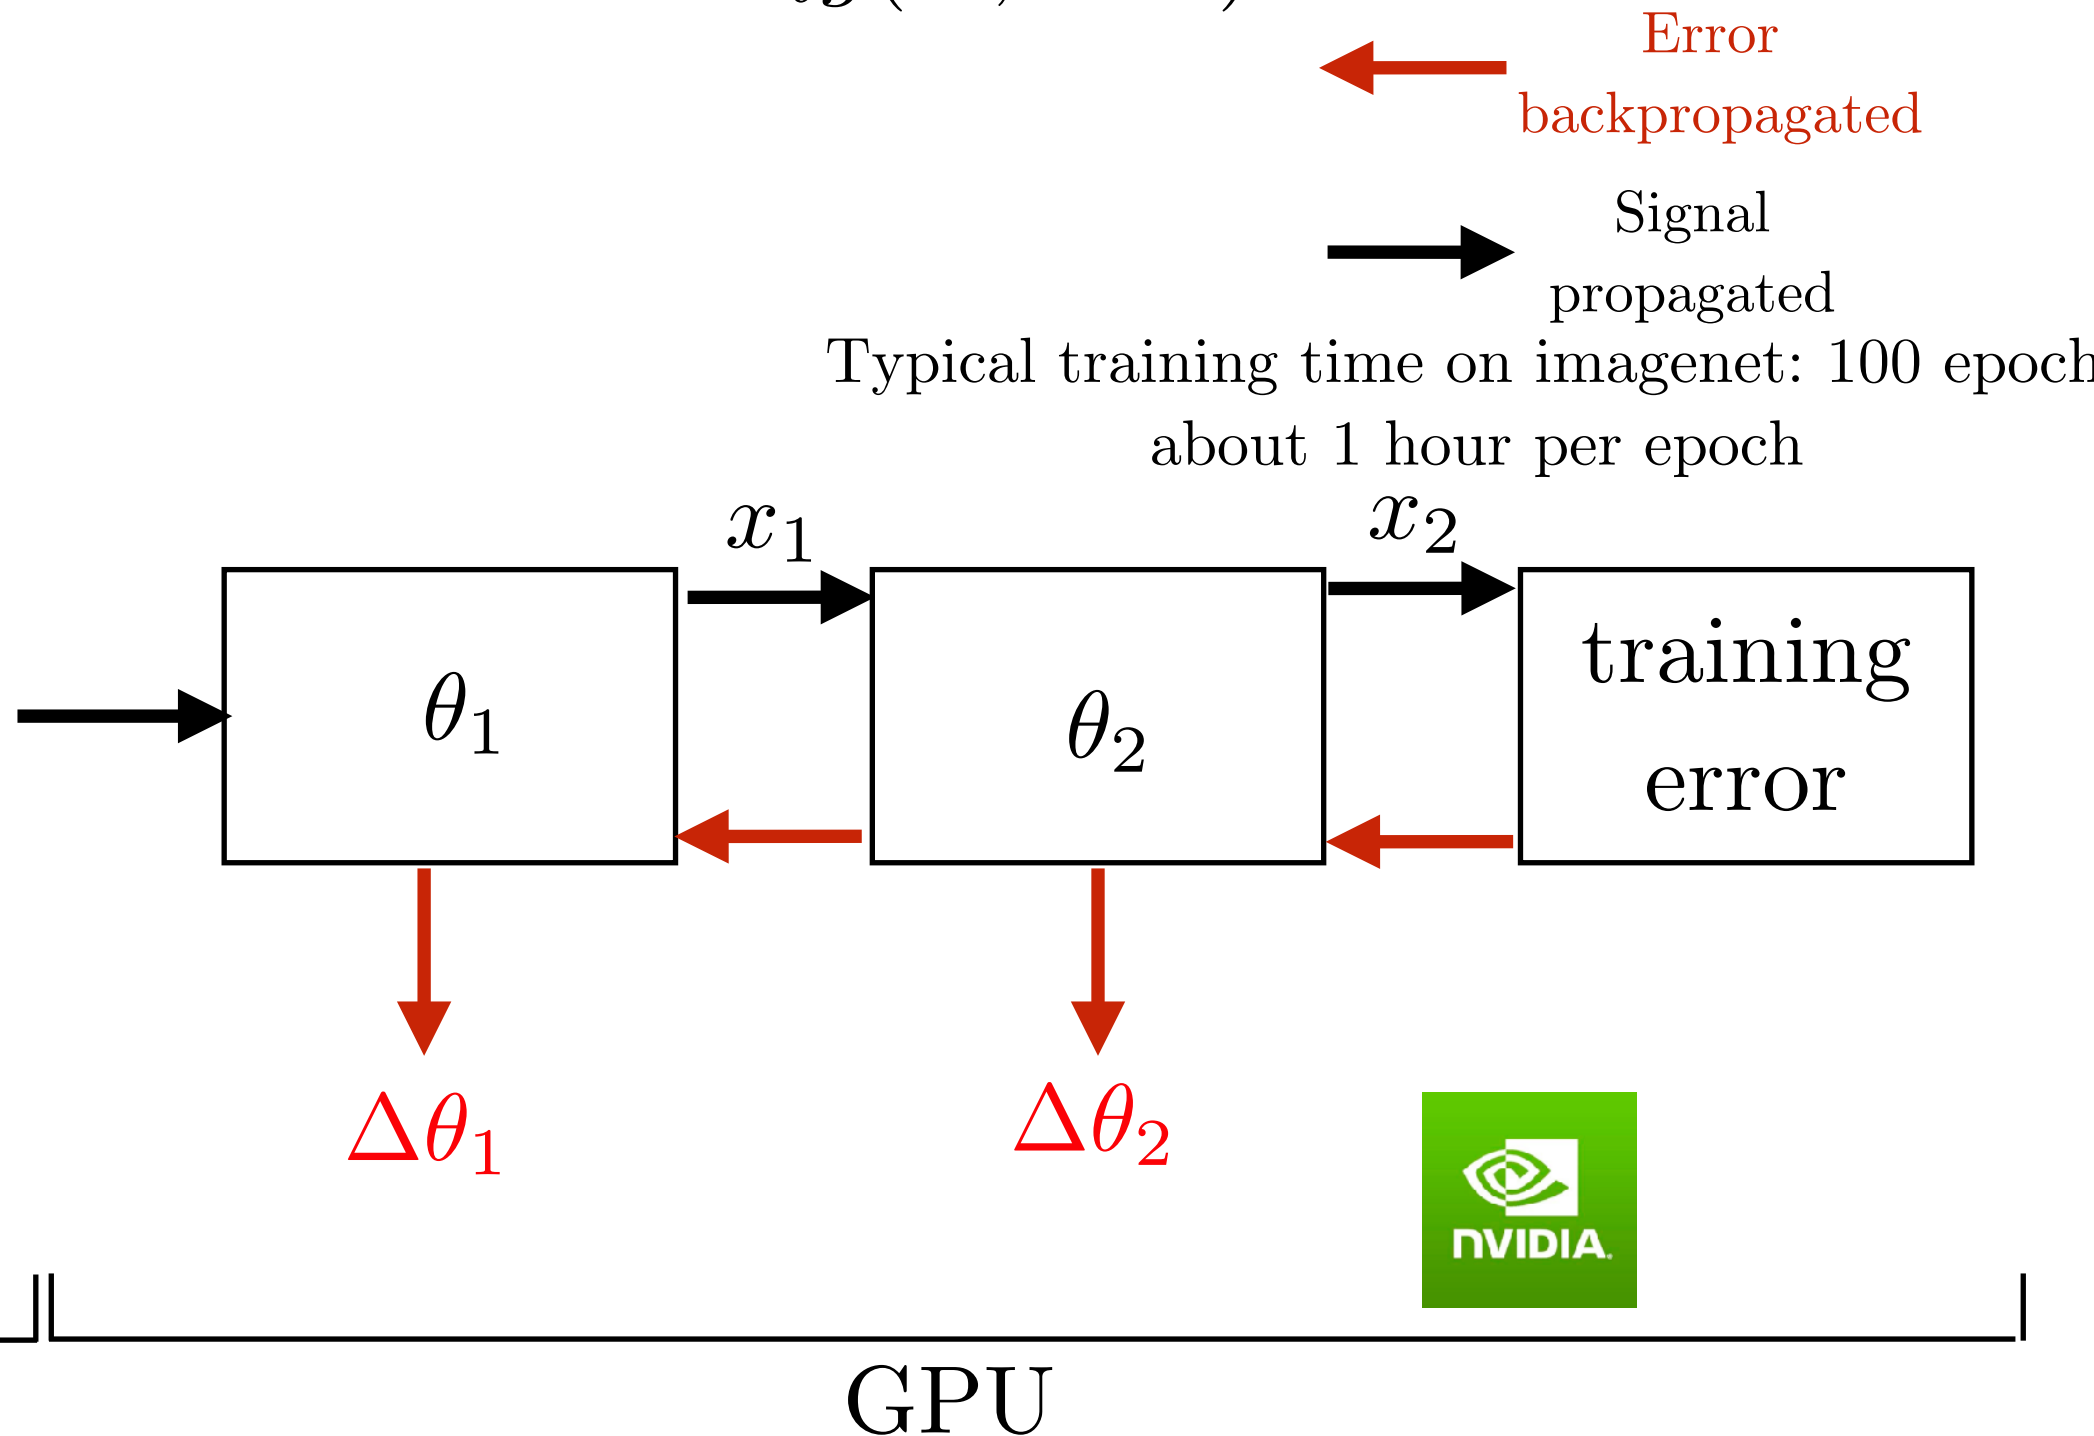 Error
backpropagated
Signal
propagated
Typical training time on imagenet: 100 epoch
about 1 hour per epoch
x₁
x₂
θ₁
θ₂
training
error
Δθ₁
Δθ₂
NVIDIA
GPU